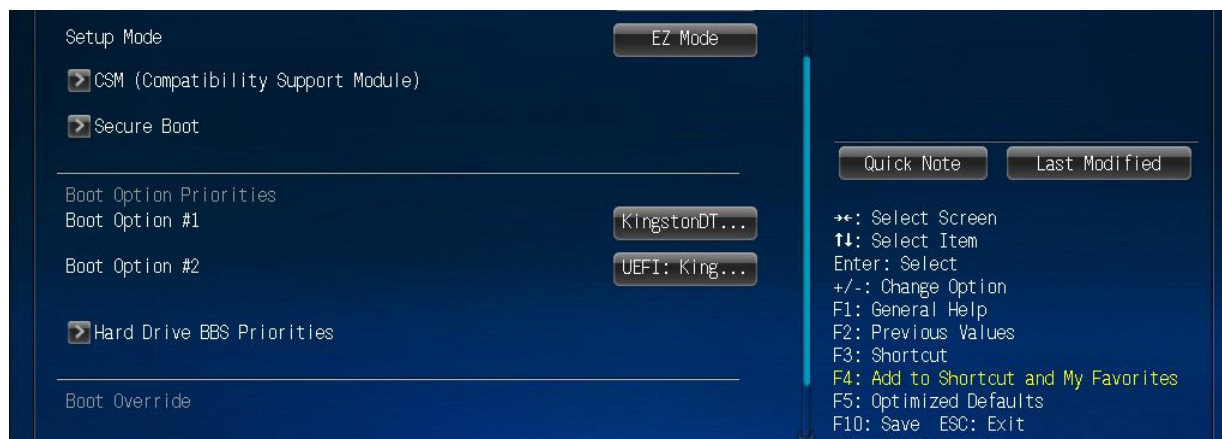 Setup Mode
EZ Mode
CSM (Compatibility Support Module)
Secure Boot
Boot Option Priorities
Boot Option #1
KingstonDT...
Boot Option #2
UEFI: King...
Hard Drive BBS Priorities
Boot Override
Quick Note
Last Modified
→←: Select Screen
↑↓: Select Item
Enter: Select
+/-: Change Option
F1: General Help
F2: Previous Values
F3: Shortcut
F4: Add to Shortcut and My Favorites
F5: Optimized Defaults
F10: Save  ESC: Exit